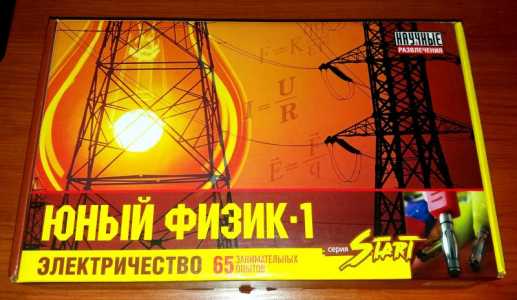 НАУЧНЫЕ
РАЗВЛЕЧЕНИЯ
I = U
R
ЮНЫЙ ФИЗИК·1
ЭЛЕКТРИЧЕСТВО 65 ЗАНИМАТЕЛЬНЫХ
ОПЫТОВ
серия
START